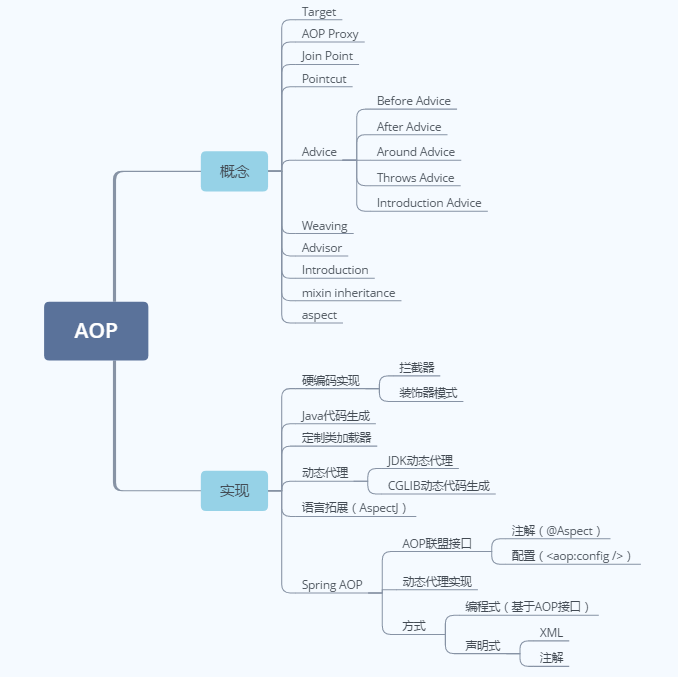 AOP
概念
Target
AOP Proxy
Join Point
Pointcut
Advice
Before Advice
After Advice
Around Advice
Throws Advice
Introduction Advice
Weaving
Advisor
Introduction
mixin inheritance
aspect
实现
硬编码实现
拦截器
装饰器模式
Java代码生成
定制类加载器
动态代理
JDK动态代理
CGLIB动态代码生成
语言拓展（AspectJ）
Spring AOP
AOP联盟接口
注解（@Aspect）
配置（<aop:config />）
动态代理实现
方式
编程式（基于AOP接口）
声明式
XML
注解